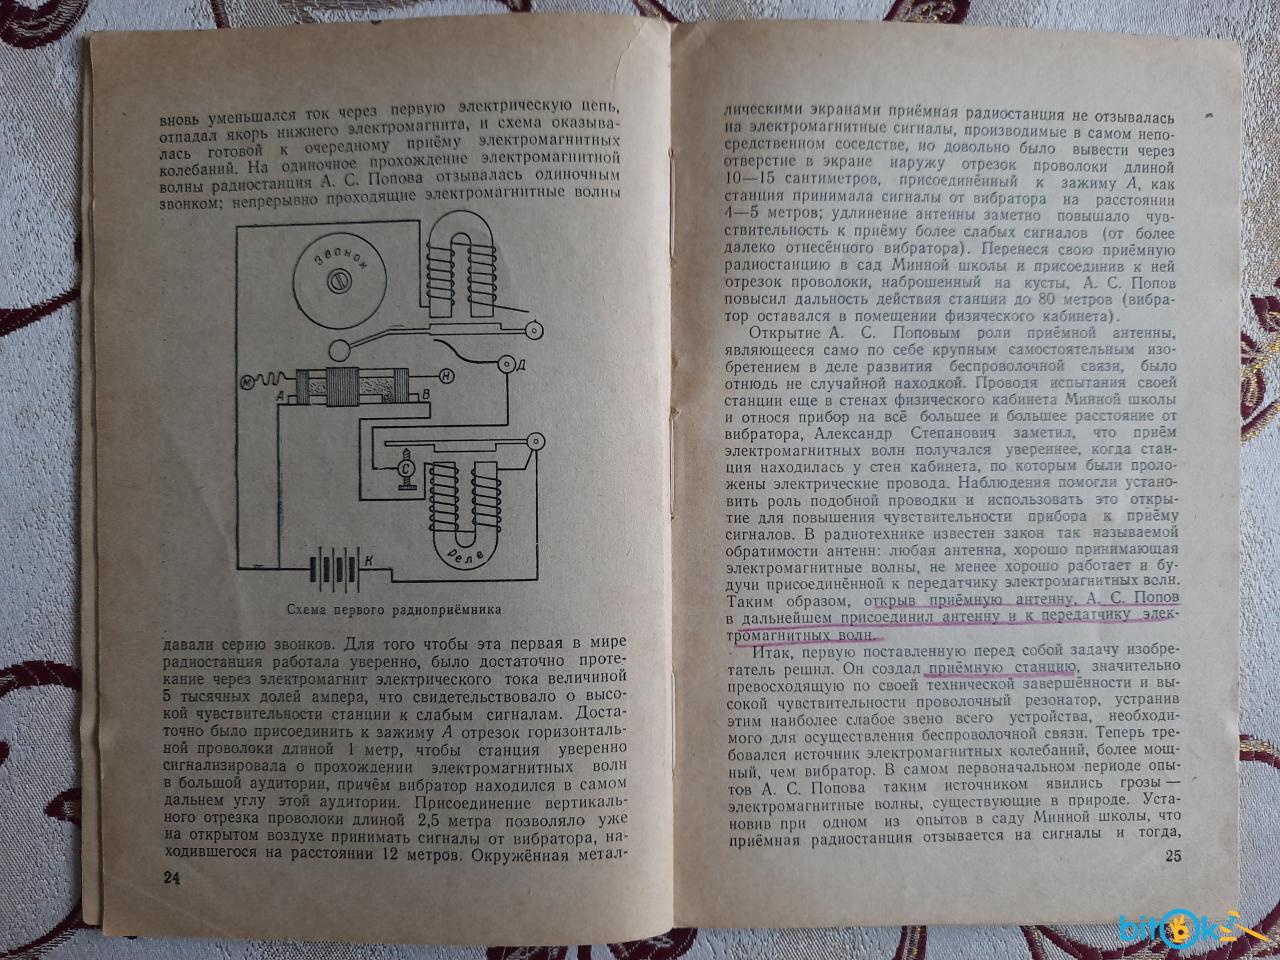 вновь уменьшался ток через первую электрическую цепь,
отпадал якорь нижнего электромагнита, и схема оказыва-
лась готовой к очередному приёму электромагнитных
колебаний. На одиночное прохождение электромагнитной
волны радиостанция А. С. Попова отзывалась одиночным
звонком; непрерывно проходящие электромагнитные волны
Звонок
Д
М
Н
А
В
С
Реле
К
Схема первого радиоприёмника
давали серию звонков. Для того чтобы эта первая в мире
радиостанция работала уверенно, было достаточно проте-
кание через электромагнит электрического тока величиной
5 тысячных долей ампера, что свидетельствовало о высо-
кой чувствительности станции к слабым сигналам. Доста-
точно было присоединить к зажиму А отрезок горизонталь-
ной проволоки длиной 1 метр, чтобы станция уверенно
сигнализировала о прохождении электромагнитных волн
в большой аудитории, причём вибратор находился в самом
дальнем углу этой аудитории. Присоединение вертикаль-
ного отрезка проволоки длиной 2,5 метра позволяло уже
на открытом воздухе принимать сигналы от вибратора, на-
ходившегося на расстоянии 12 метров. Окружённая метал-
24
лическими экранами приёмная радиостанция не отзывалась
на электромагнитные сигналы, производимые в самом непо-
средственном соседстве, но довольно было вывести через
отверстие в экране наружу отрезок проволоки длиной
10—15 сантиметров, присоединённый к зажиму А, как
станция принимала сигналы от вибратора на расстоянии
4—5 метров; удлинение антенны заметно повышало чув-
ствительность к приёму более слабых сигналов (от более
далеко отнесённого вибратора). Перенеся свою приёмную
радиостанцию в сад Минной школы и присоединив к ней
отрезок проволоки, наброшенный на кусты, А. С. Попов
повысил дальность действия станции до 80 метров (вибра-
тор оставался в помещении физического кабинета).
Открытие А. С. Поповым роли приёмной антенны,
являющееся само по себе крупным самостоятельным изо-
бретением в деле развития беспроволочной связи, было
отнюдь не случайной находкой. Проводя испытания своей
станции еще в стенах физического кабинета Минной школы
и относя прибор на всё большее и большее расстояние от
вибратора, Александр Степанович заметил, что приём
электромагнитных волн получался увереннее, когда стан-
ция находилась у стен кабинета, по которым были проло-
жены электрические провода. Наблюдения помогли устано-
вить роль подобной проводки и использовать это откры-
тие для повышения чувствительности прибора к приёму
сигналов. В радиотехнике известен закон так называемой
обратимости антенн: любая антенна, хорошо принимающая
электромагнитные волны, не менее хорошо работает и бу-
дучи присоединённой к передатчику электромагнитных волн.
Таким образом, открыв приёмную антенну, А. С. Попов
в дальнейшем присоединил антенну и к передатчику элек-
тромагнитных волн.
Итак, первую поставленную перед собой задачу изобре-
татель решил. Он создал приёмную станцию, значительно
превосходящую по своей технической завершённости и вы-
сокой чувствительности проволочный резонатор, устранив
этим наиболее слабое звено всего устройства, необходи-
мого для осуществления беспроволочной связи. Теперь тре-
бовался источник электромагнитных колебаний, более мощ-
ный, чем вибратор. В самом первоначальном периоде опы-
тов А. С. Попова таким источником явились грозы —
электромагнитные волны, существующие в природе. Уста-
новив при одном из опытов в саду Минной школы, что
приёмная радиостанция отзывается на сигналы и тогда,
25
bitok